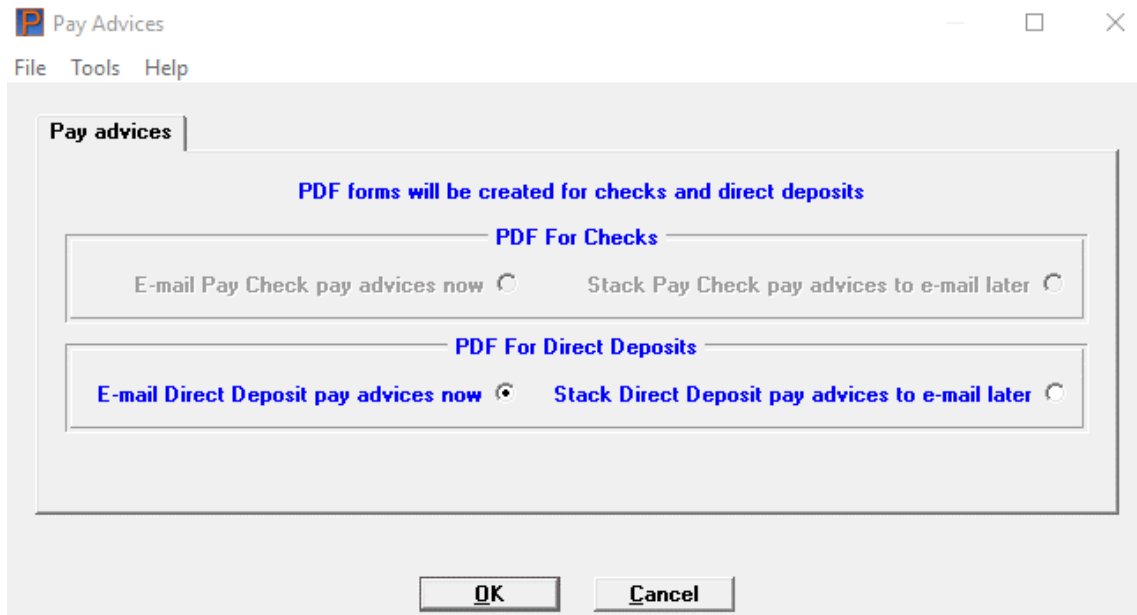 P Pay Advices
File Tools Help
Pay advices
PDF forms will be created for checks and direct deposits
PDF For Checks
E-mail Pay Check pay advices now Stack Pay Check pay advices to e-mail later
PDF For Direct Deposits
E-mail Direct Deposit pay advices now Stack Direct Deposit pay advices to e-mail later
OK Cancel